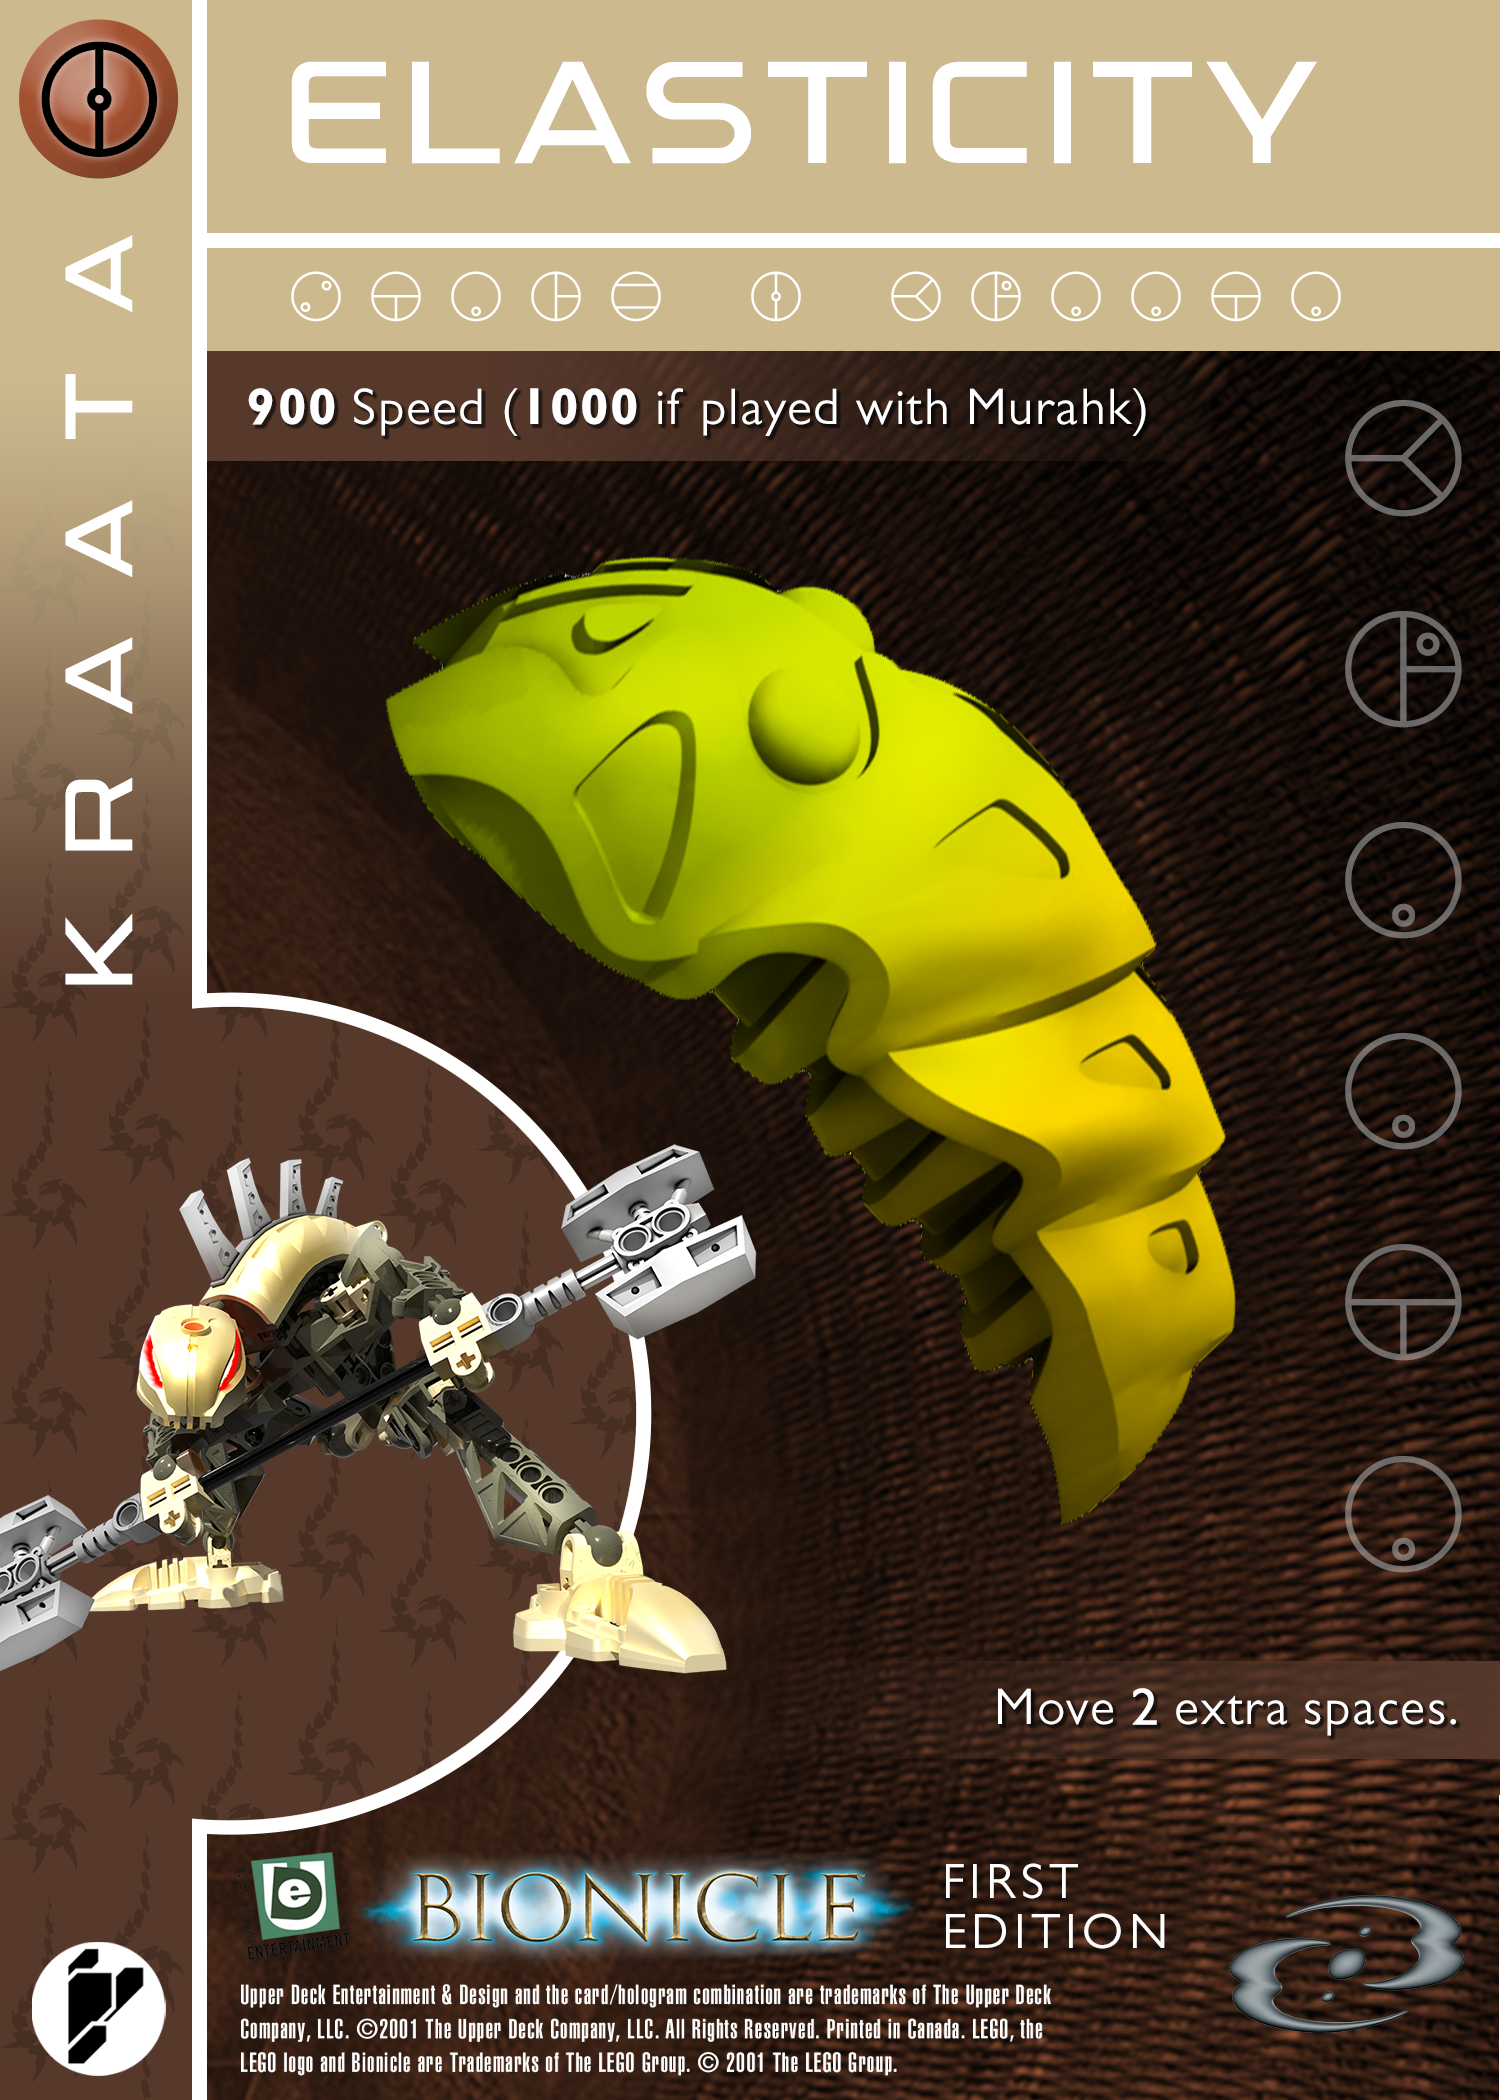 ELASTICITY
KRAATA
900 Speed (1000 if played with Murahk)
Move 2 extra spaces.
e
ENTERTAINMENT
BIONICLE
FIRST
EDITION
Upper Deck Entertainment & Design and the card/hologram combination are trademarks of The Upper Deck
Company, LLC. ©2001 The Upper Deck Company, LLC. All Rights Reserved. Printed in Canada. LEGO, the
LEGO logo and Bionicle are Trademarks of The LEGO Group. © 2001 The LEGO Group.